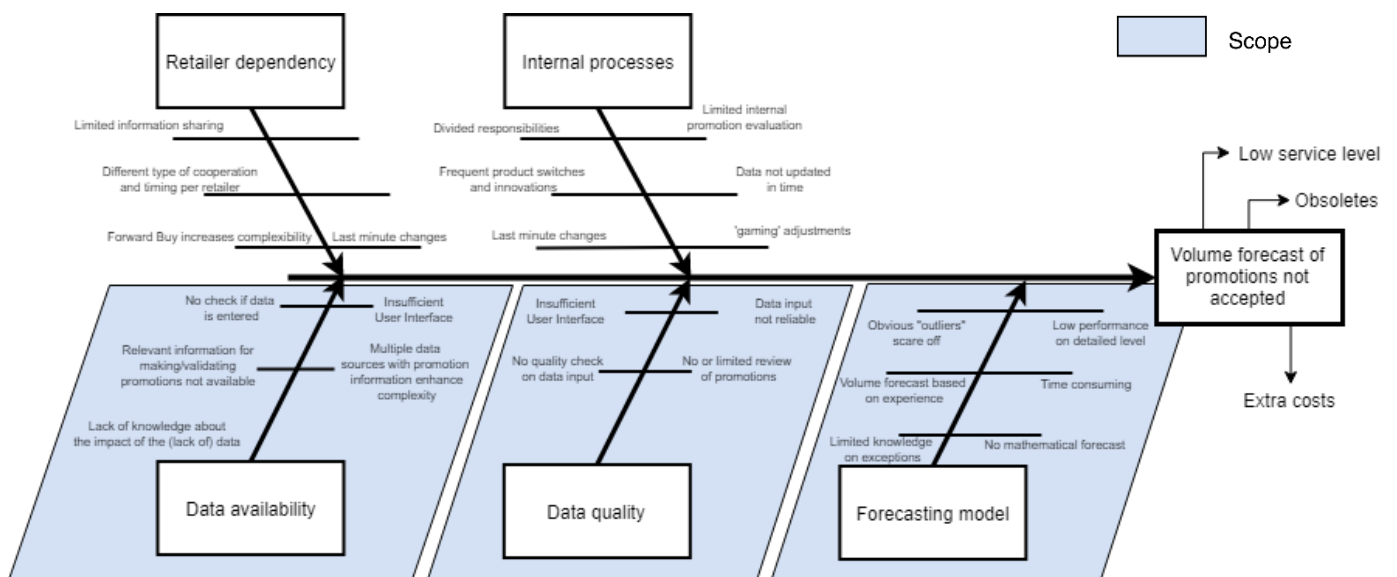 Retailer dependency
Internal processes
Scope
Limited information sharing
Divided responsibilities
Limited internal
promotion evaluation
Different type of cooperation
and timing per retailer
Frequent product switches
and innovations
Data not updated
in time
Forward Buy increases complexibility
Last minute changes
Last minute changes
'gaming' adjustments
Low service level
Obsoletes
Volume forecast of
promotions not
accepted
Extra costs
No check if data
is entered
Insufficient
User Interface
Relevant information for
making/validating
promotions not available
Multiple data
sources with promotion
information enhance
complexity
Lack of knowledge about
the impact of the (lack of) data
Data availability
Insufficient
User Interface
Data input
not reliable
No quality check
on data input
No or limited review
of promotions
Data quality
Obvious "outliers"
scare off
Low performance
on detailed level
Volume forecast based
on experience
Time consuming
Limited knowledge
on exceptions
No mathematical forecast
Forecasting model